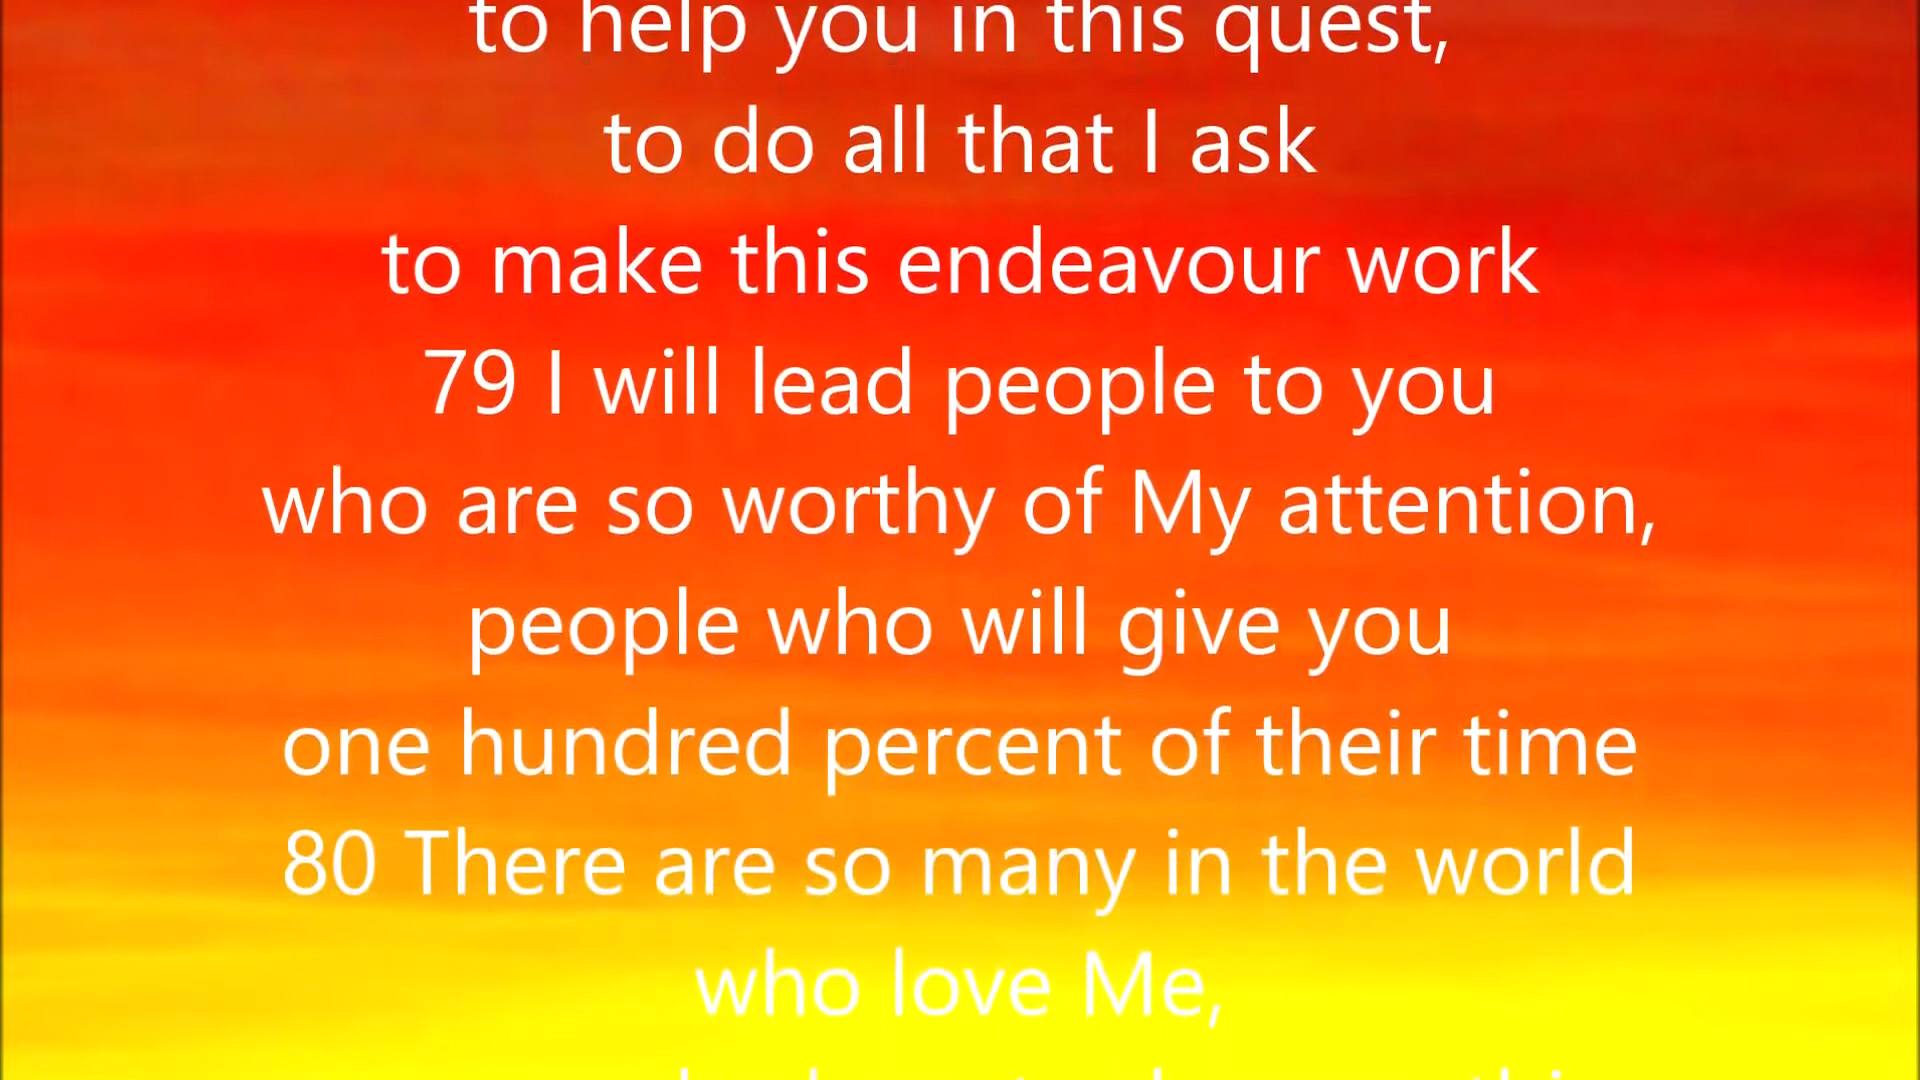 to help you in this quest,
to do all that I ask
to make this endeavour work
79 I will lead people to you
who are so worthy of My attention,
people who will give you
one hundred percent of their time
80 There are so many in the world
who love Me,